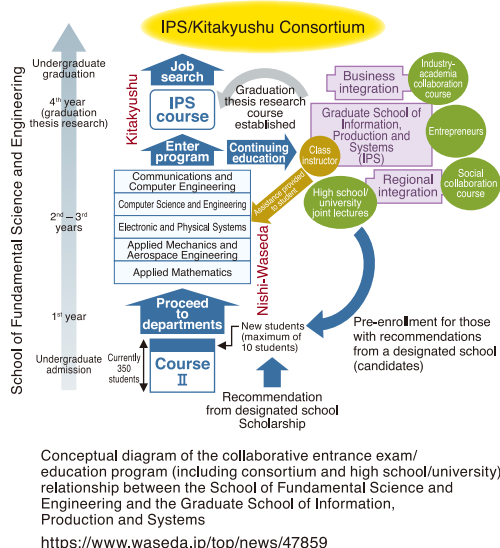 IPS/Kitakyushu Consortium
School of Fundamental Science and Engineering
Undergraduate
graduation
4th year
(graduation
thesis research)
2nd – 3rd
years
1st year
Undergraduate
admission
Kitakyushu
Job
search
IPS
course
Enter
program
Continuing
education
Graduation
thesis research
course
established
Business
integration
Industry-
academia
collaboration
course
Graduate School of
Information,
Production and
Systems
(IPS)
Entrepreneurs
Class
instructor
Regional
integration
Social
collaboration
course
High school/
university
joint lectures
Assistance provided
to student
Communications and
Computer Engineering
Computer Science and Engineering
Electronic and Physical Systems
Applied Mechanics and
Aerospace Engineering
Applied Mathematics
Nishi-Waseda
Proceed
to
departments
Currently
350
students
Course
II
New students
(maximum of
10 students)
Pre-enrollment for those
with recommendations
from a designated school
(candidates)
Recommendation
from designated school
Scholarship
Conceptual diagram of the collaborative entrance exam/
education program (including consortium and high school/university)
relationship between the School of Fundamental Science and
Engineering and the Graduate School of Information,
Production and Systems
https://www.waseda.jp/top/news/47859